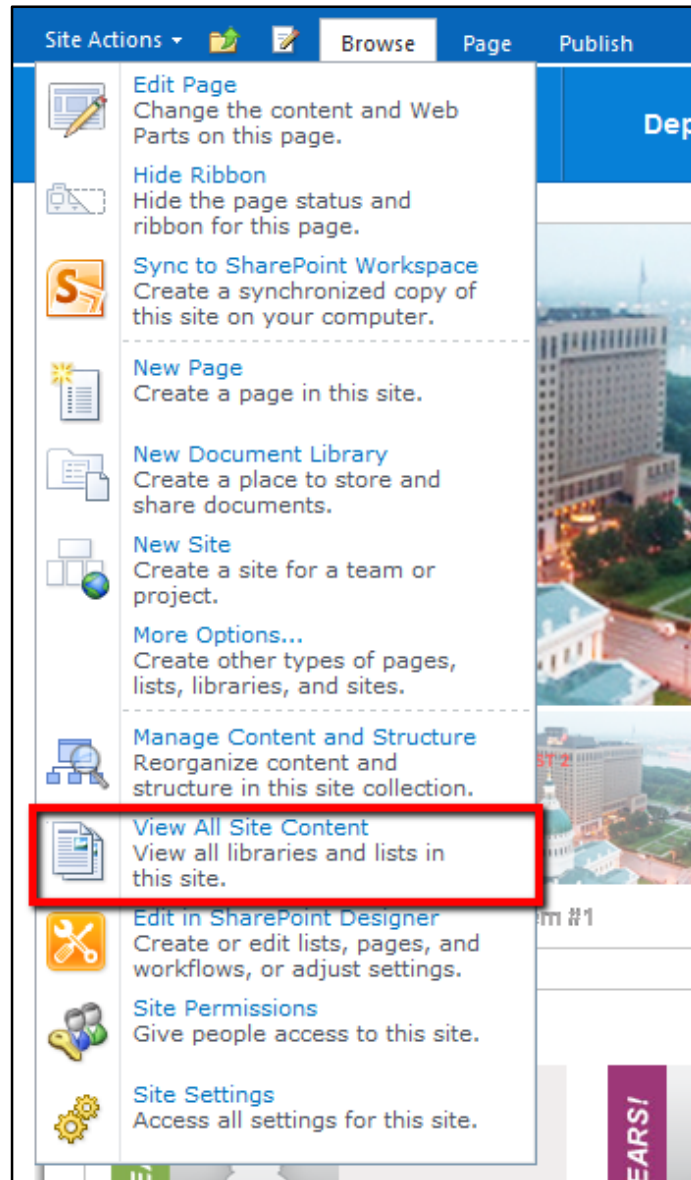 Site Actions Browse Page Publish
Edit Page
Change the content and Web
Parts on this page.
Hide Ribbon
Hide the page status and
ribbon for this page.
Sync to SharePoint Workspace
Create a synchronized copy of
this site on your computer.
New Page
Create a page in this site.
New Document Library
Create a place to store and
share documents.
New Site
Create a site for a team or
project.
More Options...
Create other types of pages,
lists, libraries, and sites.
Manage Content and Structure
Reorganize content and
structure in this site collection.
View All Site Content
View all libraries and lists in
this site.
Edit in SharePoint Designer
Create or edit lists, pages, and
workflows, or adjust settings.
Site Permissions
Give people access to this site.
Site Settings
Access all settings for this site.
Dep
ST 2
em #1
EARS!